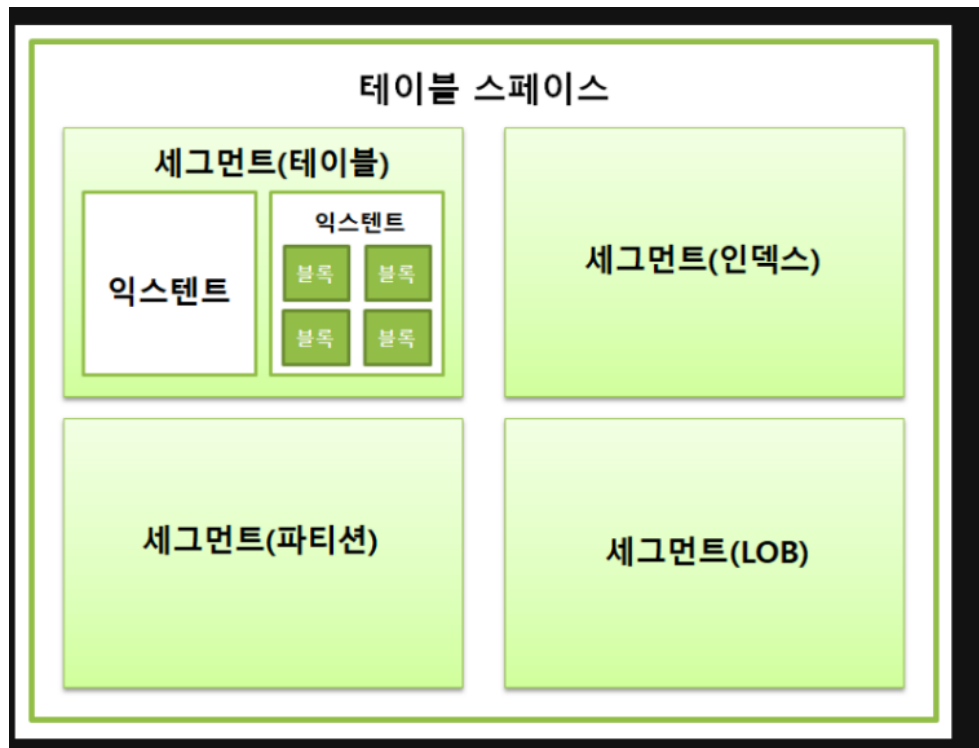 테이블 스페이스
세그먼트(테이블)
익스텐트
익스텐트
블록 블록
블록 블록
세그먼트(인덱스)
세그먼트(파티션)
세그먼트(LOB)